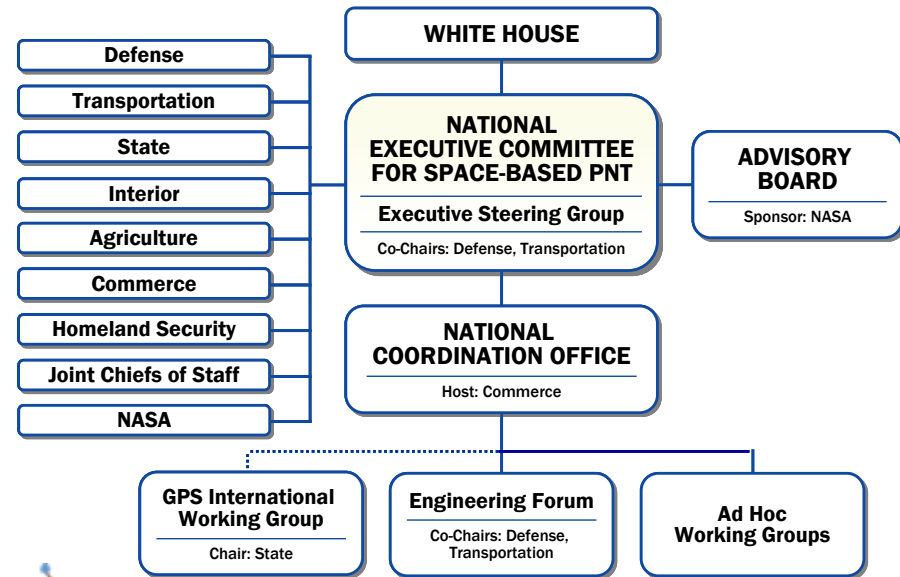 WHITE HOUSE
Defense
Transportation
State
Interior
Agriculture
Commerce
Homeland Security
Joint Chiefs of Staff
NASA
NATIONAL
EXECUTIVE COMMITTEE
FOR SPACE-BASED PNT
Executive Steering Group
Co-Chairs: Defense, Transportation
ADVISORY
BOARD
Sponsor: NASA
NATIONAL
COORDINATION OFFICE
Host: Commerce
GPS International
Working Group
Chair: State
Engineering Forum
Co-Chairs: Defense,
Transportation
Ad Hoc
Working Groups